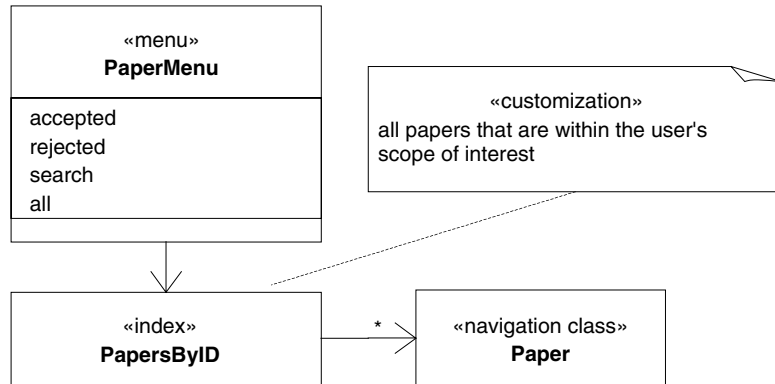 «menu»
PaperMenu
accepted
rejected
search
all
«customization»
all papers that are within the user's
scope of interest
«index»
PapersByID
*
«navigation class»
Paper